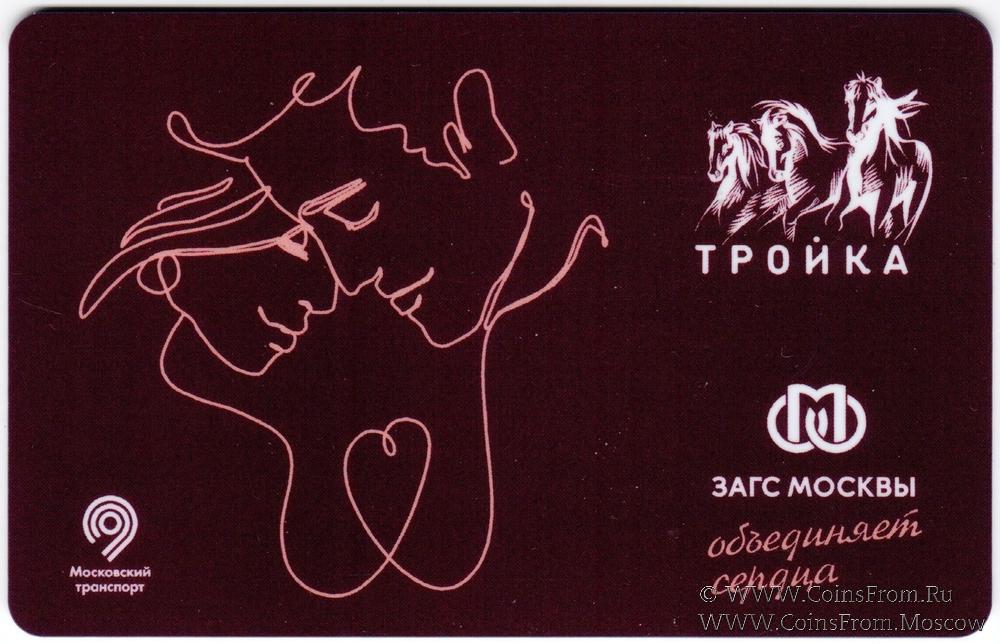 ТРОЙКА
ЗАГС МОСКВЫ
объединяет
сердца
Московский
транспорт
© WWW.CoinsFrom.Ru
WWW.CoinsFrom.Moscow